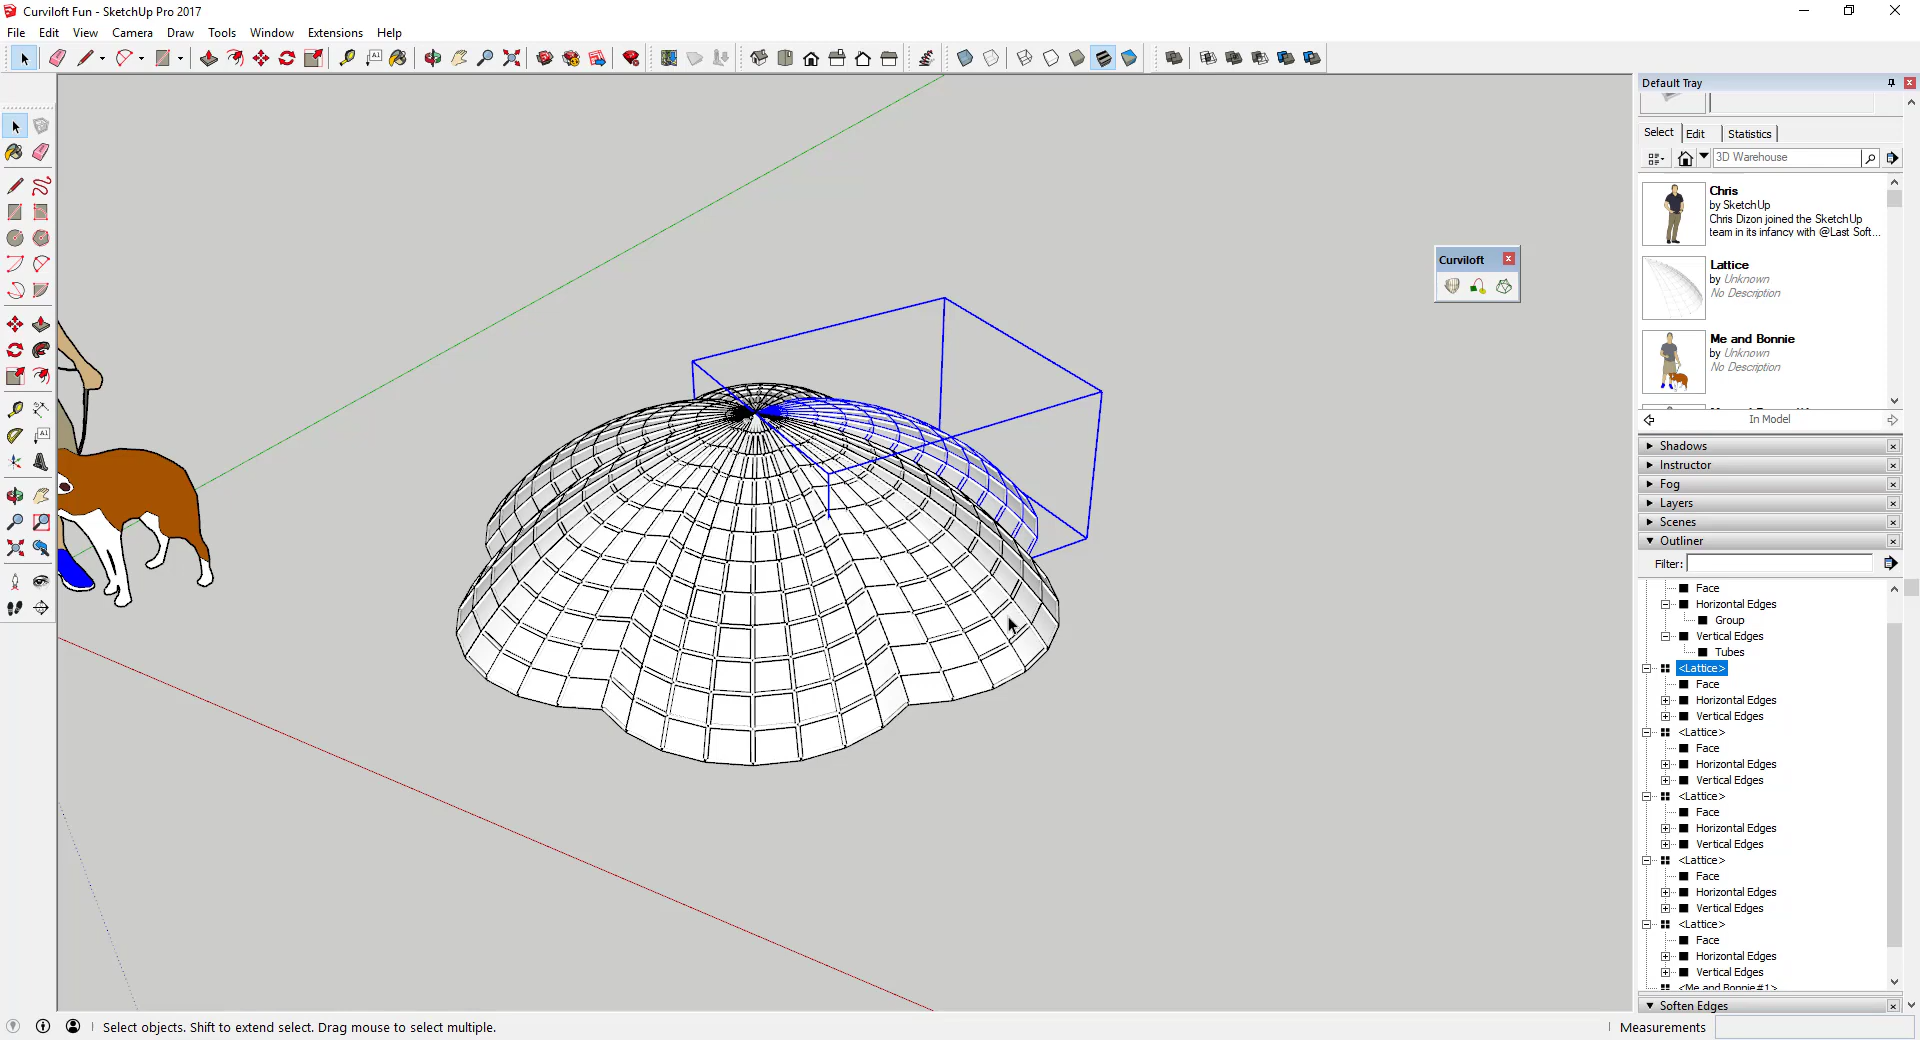 Curviloft Fun - SketchUp Pro 2017
File Edit View Camera Draw Tools Window Extensions Help
Default Tray
Select Edit Statistics
3D Warehouse
Chris
by SketchUp
Chris Dizon joined the SketchUp
team in its infancy with @Last Soft...
Curviloft
Lattice
by Unknown
No Description
Me and Bonnie
by Unknown
No Description
In Model
Shadows
Instructor
Fog
Layers
Scenes
Outliner
Filter:
Face
Horizontal Edges
Group
Vertical Edges
Tubes
<Lattice>
Face
Horizontal Edges
Vertical Edges
<Lattice>
Face
Horizontal Edges
Vertical Edges
<Lattice>
Face
Horizontal Edges
Vertical Edges
<Lattice>
Face
Horizontal Edges
Vertical Edges
<Lattice>
Face
Horizontal Edges
Vertical Edges
<Me and Bonnie#1>
Soften Edges
Select objects. Shift to extend select. Drag mouse to select multiple.
Measurements